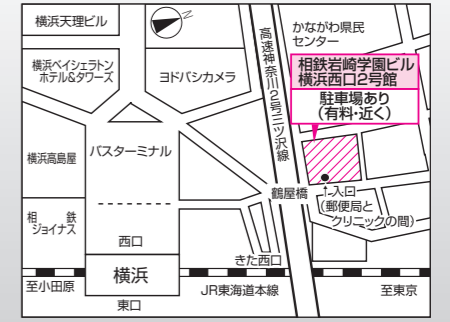 横浜天理ビル
N
高速神奈川2号三ツ沢線
かながわ県民
センター
横浜ベイシェラトン
ホテル&タワーズ
ヨドバシカメラ
相鉄岩崎学園ビル
横浜西口2号館
駐車場あり
(有料・近く)
横浜高島屋
バスターミナル
鶴屋橋
↑入口
(郵便局と
クリニックの間)
相鉄
ジョイナス
西口
きた西口
至小田原
横浜
JR東海道本線
至東京
東口